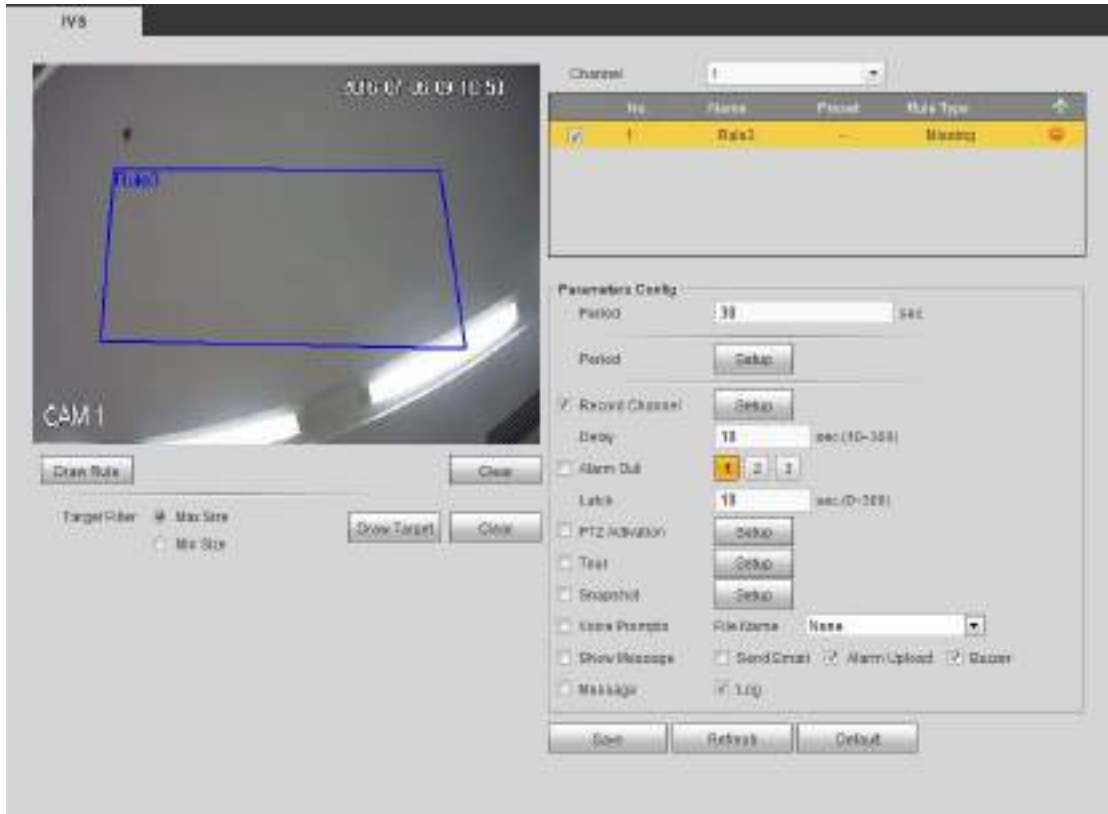 IVS
2016-07-06 09:10:50
Rule3
CAM 1
Draw Rule
Clear
Target Filter
Max Size
Min Size
Draw Target
Clear
Channel
1
No.
Name
Preset
Rule Type
1
Rule3
--
Missing
Parameters Config
Period
30
sec.
Period
Setup
Record Channel
Setup
Delay
10
sec.(10~300)
Alarm Out
1 2 3
Latch
10
sec.(0~300)
PTZ Activation
Setup
Tour
Setup
Snapshot
Setup
Voice Prompts
File Name
None
Show Message
Send Email
Alarm Upload
Buzzer
Message
Log
Save
Refresh
Default